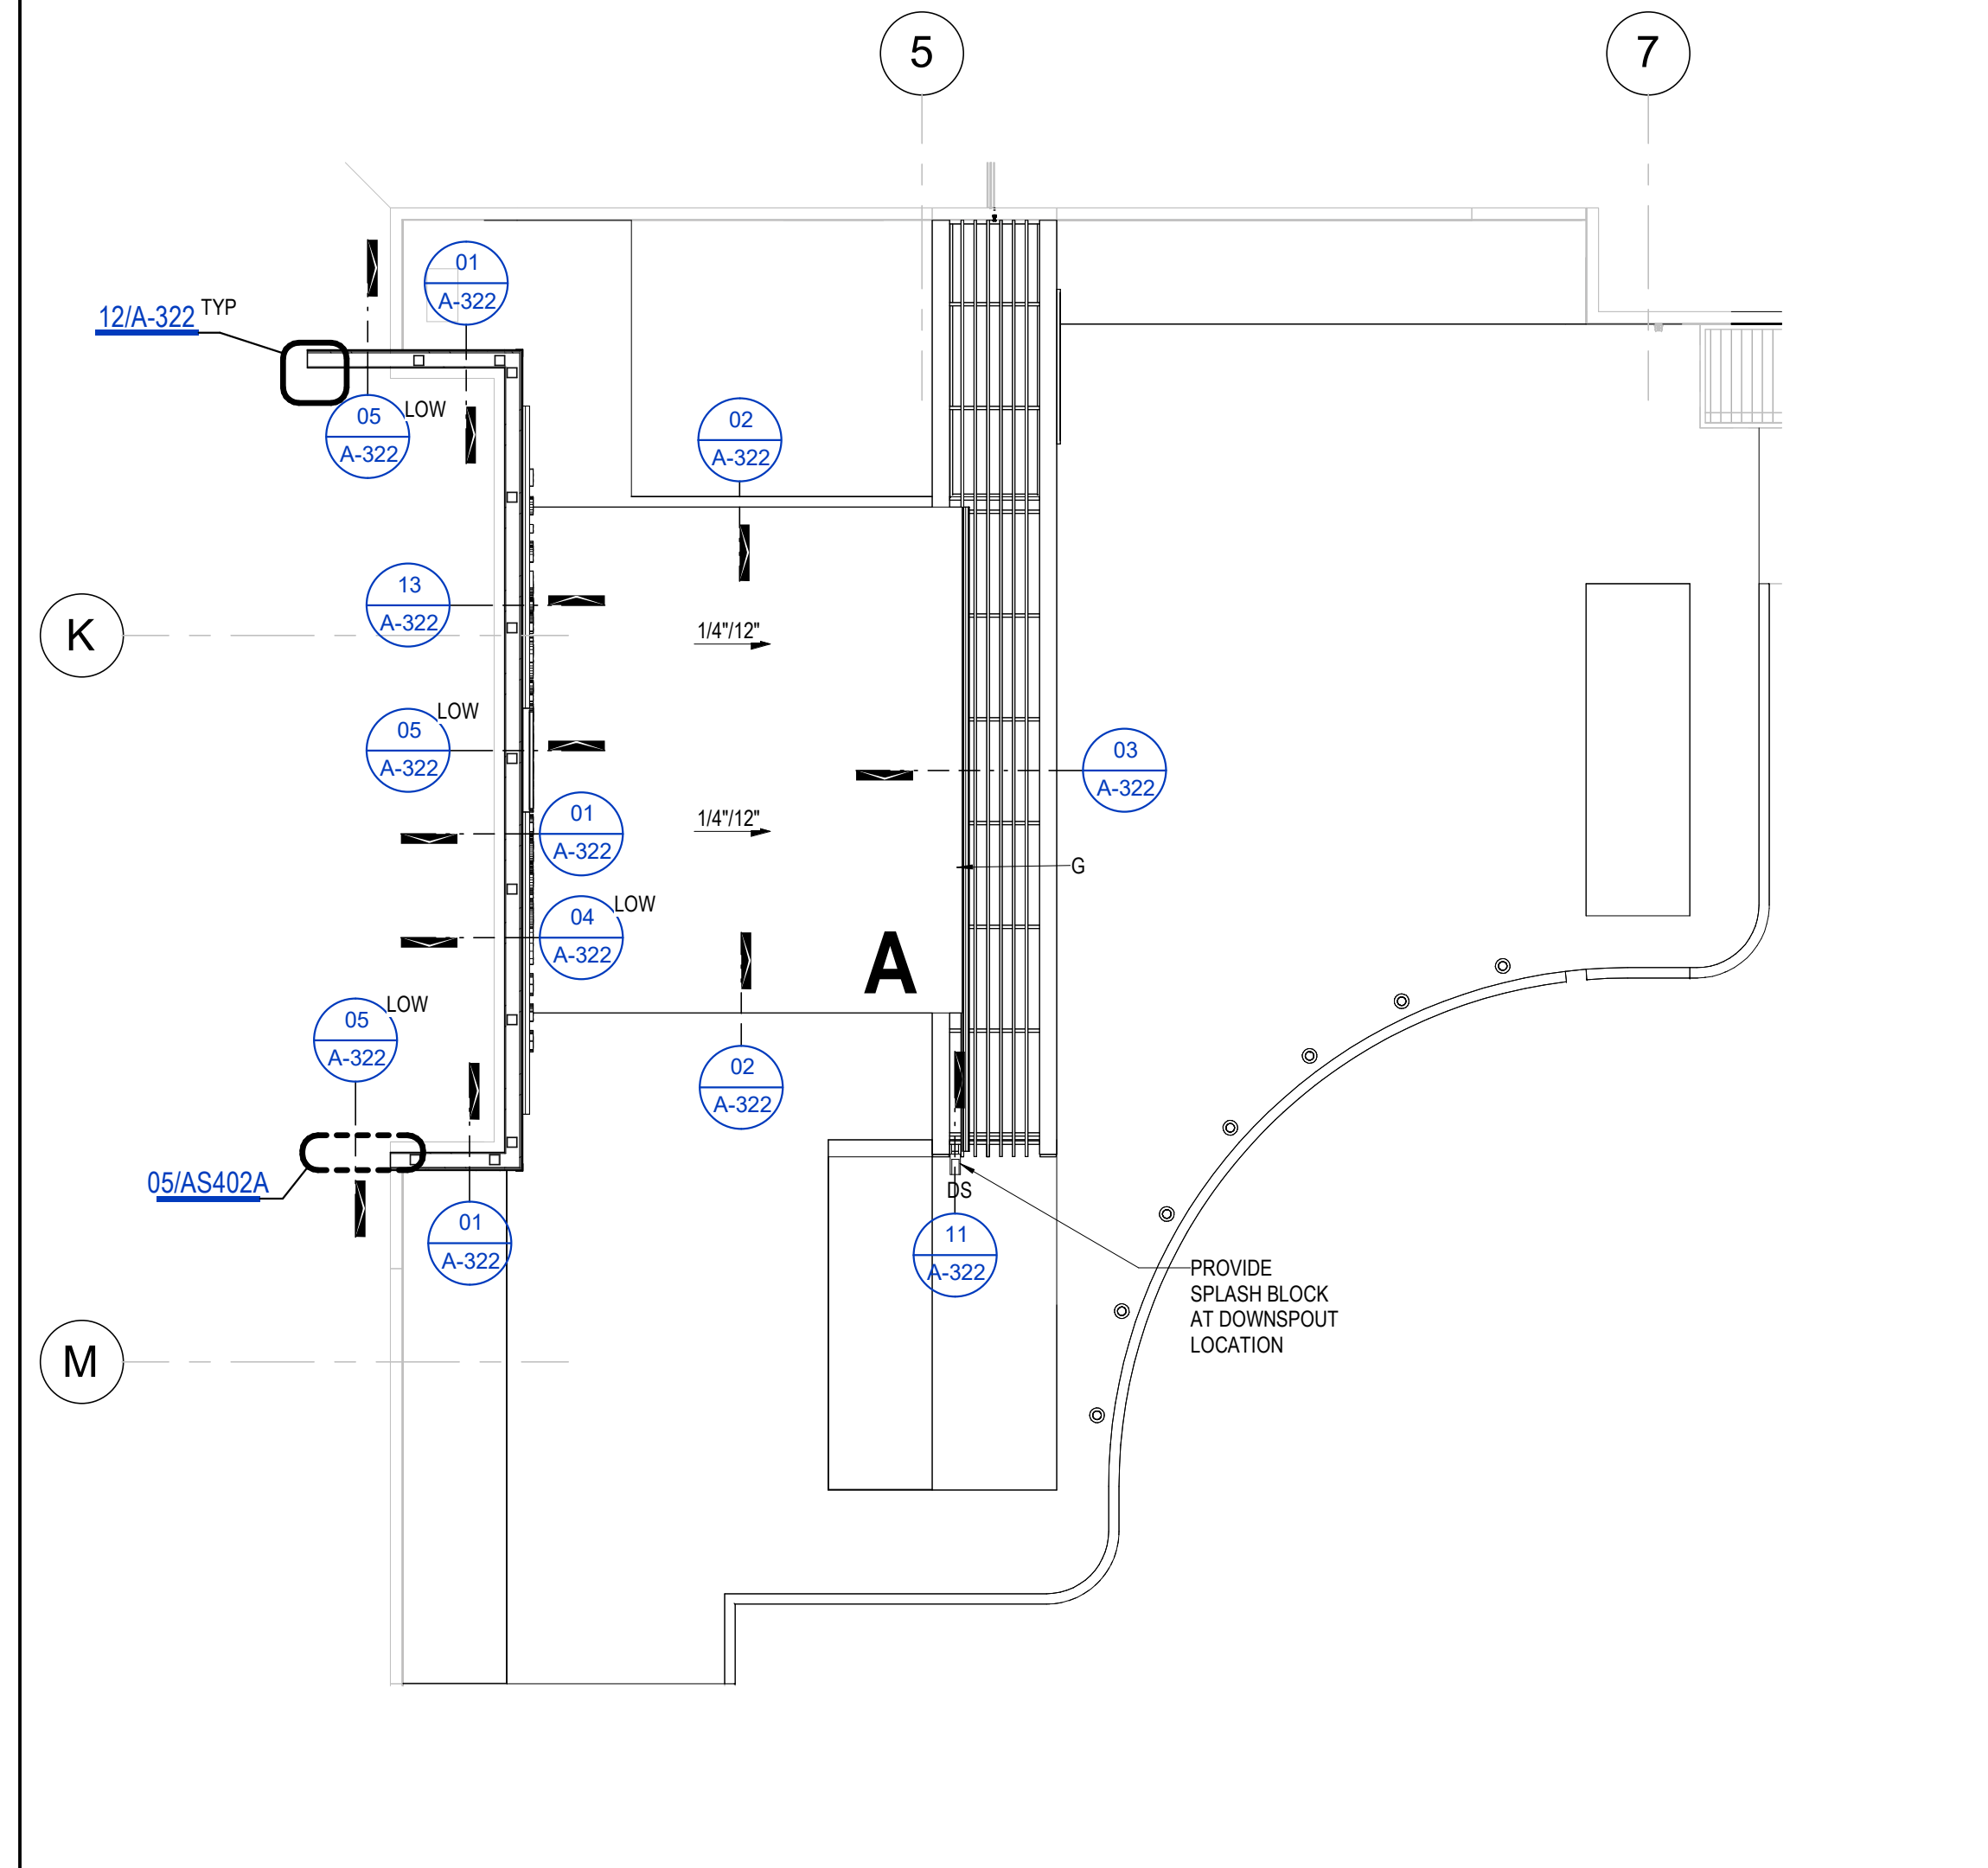 5
7
01
A-322
12/A-322 TYP
05
A-322
LOW
02
A-322
13
A-322
K
1/4"/12"
05
A-322
LOW
03
A-322
01
A-322
1/4"/12"
G
04
A-322
LOW
A
05
A-322
LOW
02
A-322
05/AS402A
DS
01
A-322
11
A-322
PROVIDE
SPLASH BLOCK
AT DOWNSPOUT
LOCATION
M